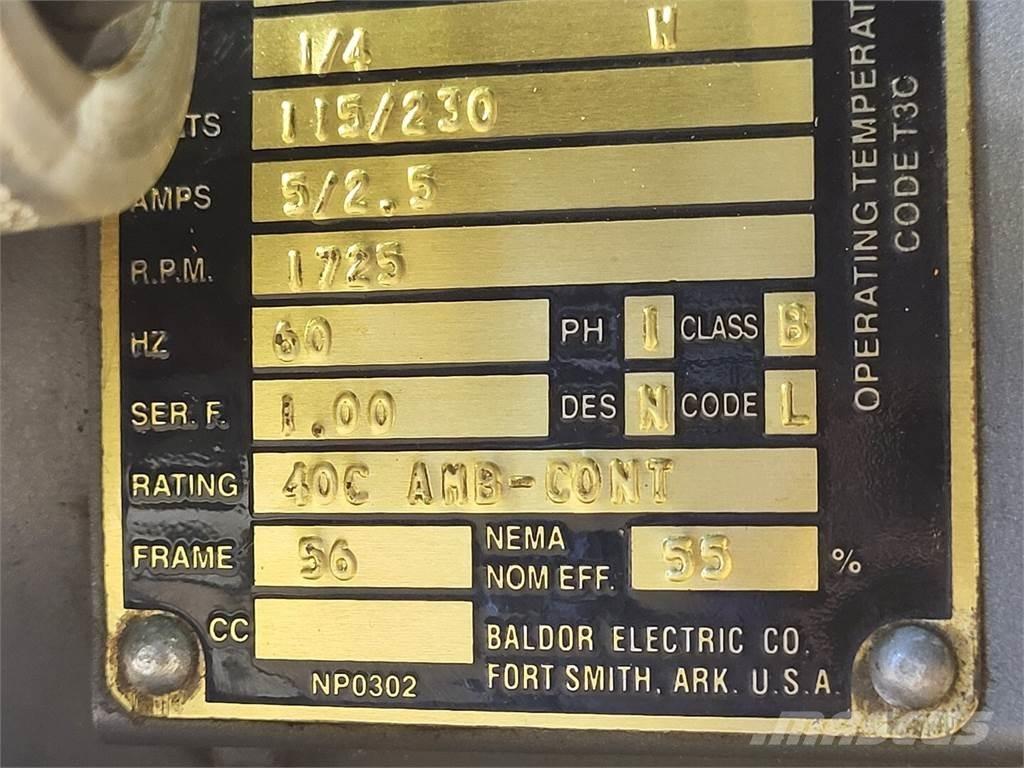 1/4 H
115/230
AMPS 5/2.5
R.P.M. 1725
HZ 60 PH 1 CLASS B
SER. F. 1.00 DES N CODE L
RATING 40C AMB-CONT
FRAME 56 NEMA NOM EFF. 55 %
CC
BALDOR ELECTRIC CO.
FORT SMITH, ARK. U.S.A.
NP0302
OPERATING
CODE T3C
MASCUS